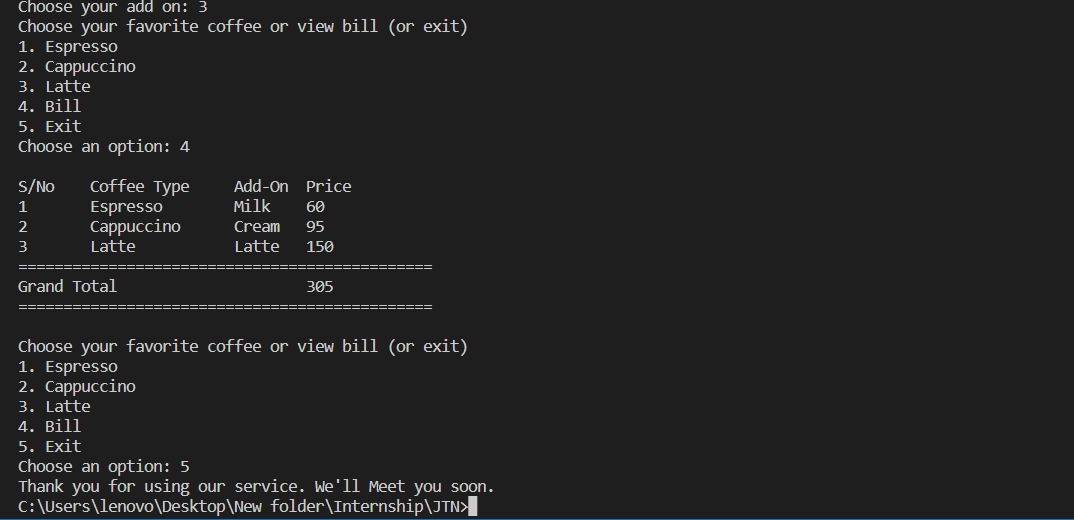 Choose your add on: 3
Choose your favorite coffee or view bill (or exit)
1. Espresso
2. Cappuccino
3. Latte
4. Bill
5. Exit
Choose an option: 4
S/No    Coffee Type     Add-On  Price
1       Espresso        Milk    60
2       Cappuccino      Cream   95
3       Latte           Latte   150
==============================================
Grand Total                     305
==============================================
Choose your favorite coffee or view bill (or exit)
1. Espresso
2. Cappuccino
3. Latte
4. Bill
5. Exit
Choose an option: 5
Thank you for using our service. We'll Meet you soon.
C:\Users\lenovo\Desktop\New folder\Internship\JTN>